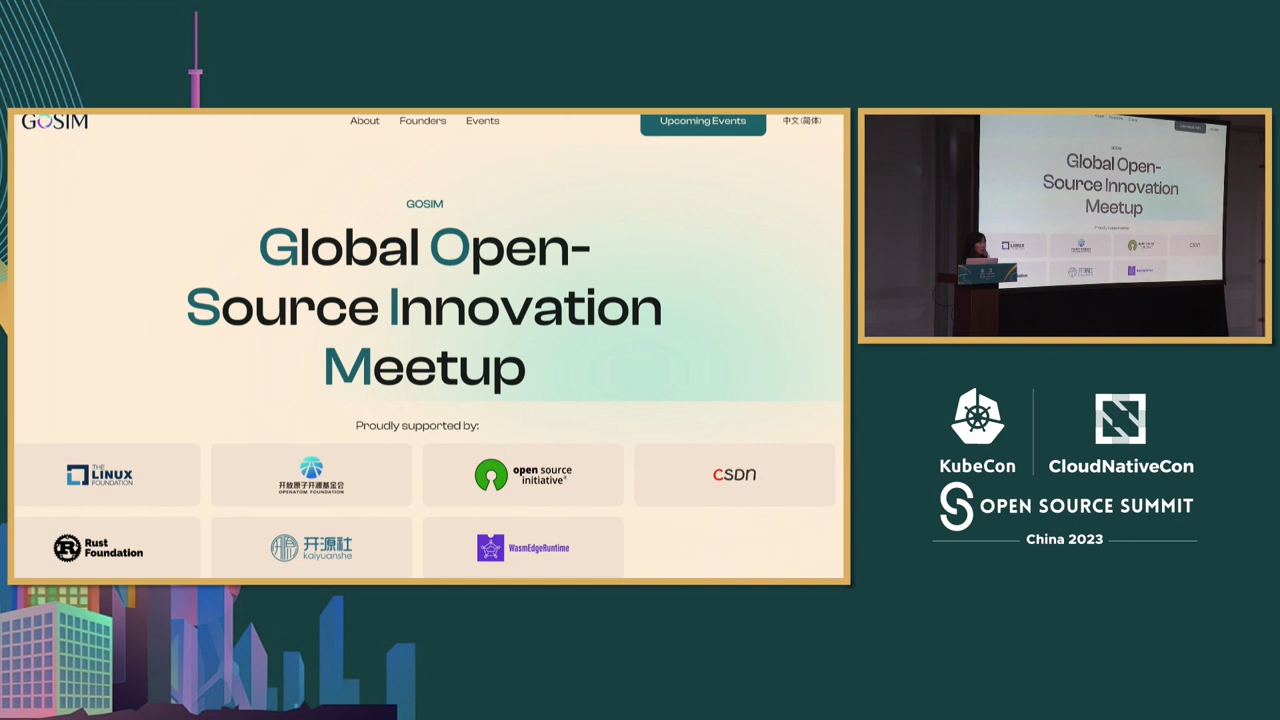 GOSIM
About
Founders
Events
Upcoming Events
中文(简体)
GOSIM
Global Open-
Source Innovation
Meetup
Proudly supported by:
THE
LINUX
FOUNDATION
开放原子开源基金会
OPENATOM FOUNDATION
open source
initiative®
CSDN
Rust
Foundation
开源社
kaiyuanshe
WasmEdgeRuntime
Global Open-
Source Innovation
Meetup
KubeCon
CloudNativeCon
OPEN SOURCE SUMMIT
China 2023